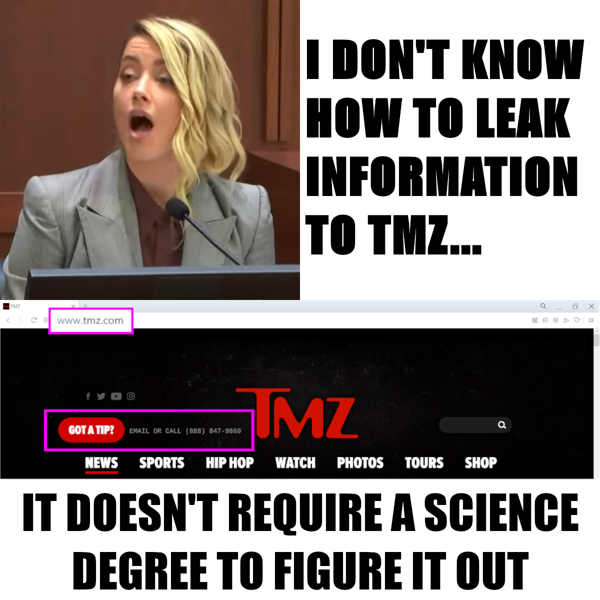 I DON'T KNOW
HOW TO LEAK
INFORMATION
TO TMZ...
TMZ
www.tmz.com
TMZ
GOT A TIP? EMAIL OR CALL (888) 847-9869
NEWS SPORTS HIP HOP WATCH PHOTOS TOURS SHOP
IT DOESN'T REQUIRE A SCIENCE
DEGREE TO FIGURE IT OUT